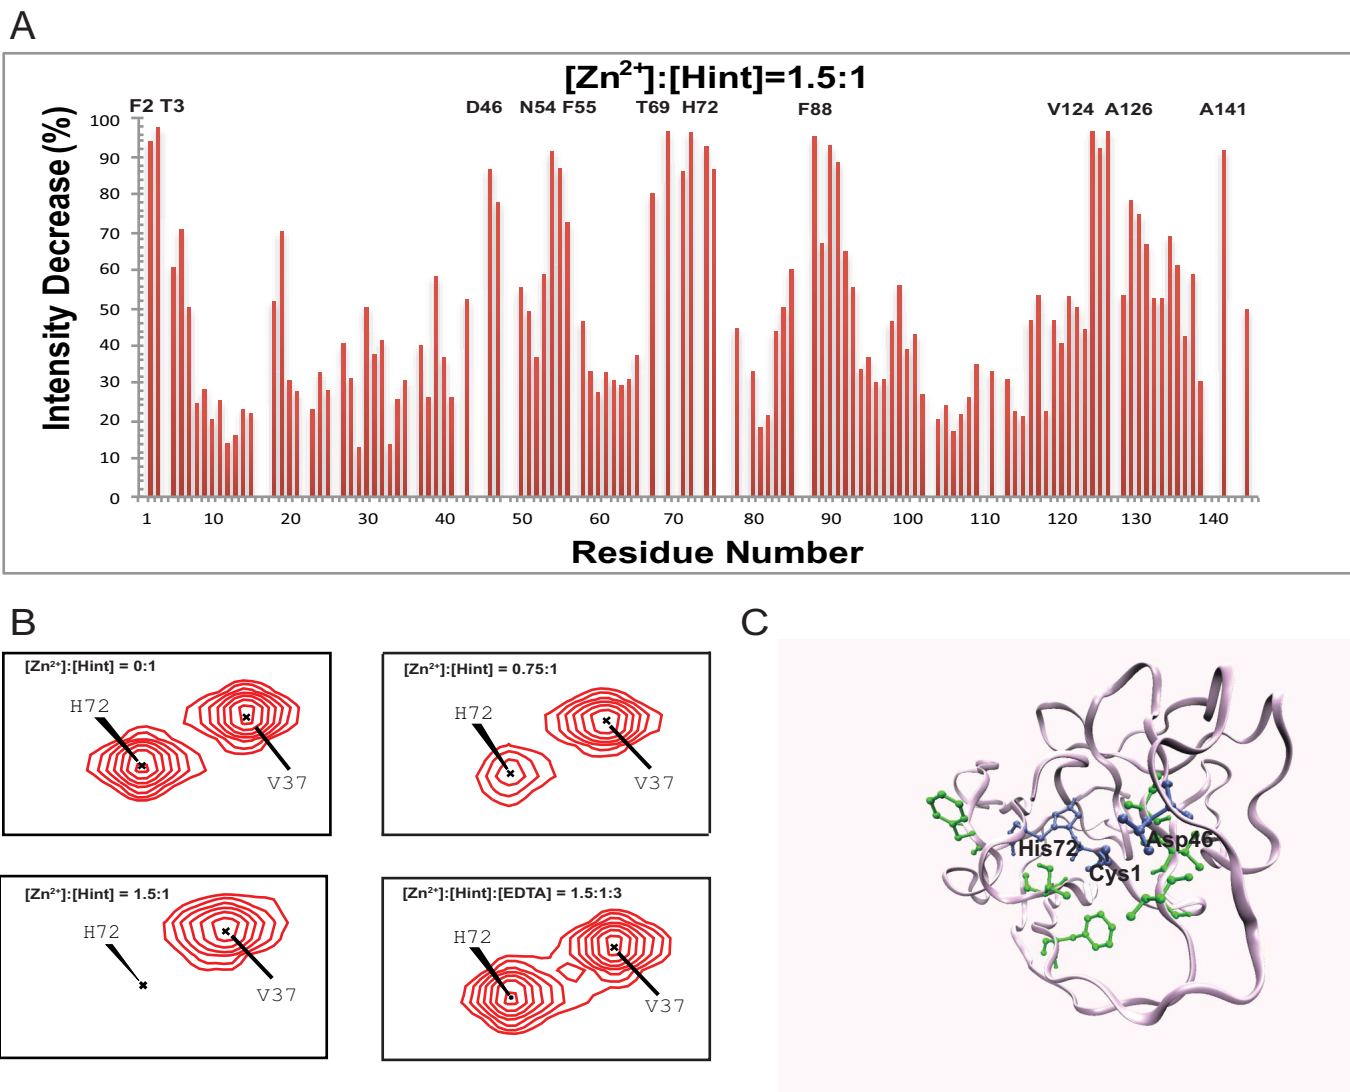 A
[Zn²⁺]:[Hint]=1.5:1
F2 T3 D46 N54 F55 T69 H72 F88 V124 A126 A141
Intensity Decrease (%)
100
90
80
70
60
50
40
30
20
10
0
1 10 20 30 40 50 60 70 80 90 100 110 120 130 140
Residue Number
B
[Zn²⁺]:[Hint] = 0:1
H72
V37
[Zn²⁺]:[Hint] = 0.75:1
H72
V37
[Zn²⁺]:[Hint] = 1.5:1
H72
V37
[Zn²⁺]:[Hint]:[EDTA] = 1.5:1:3
H72
V37
C
His72
Asp46
Cys1